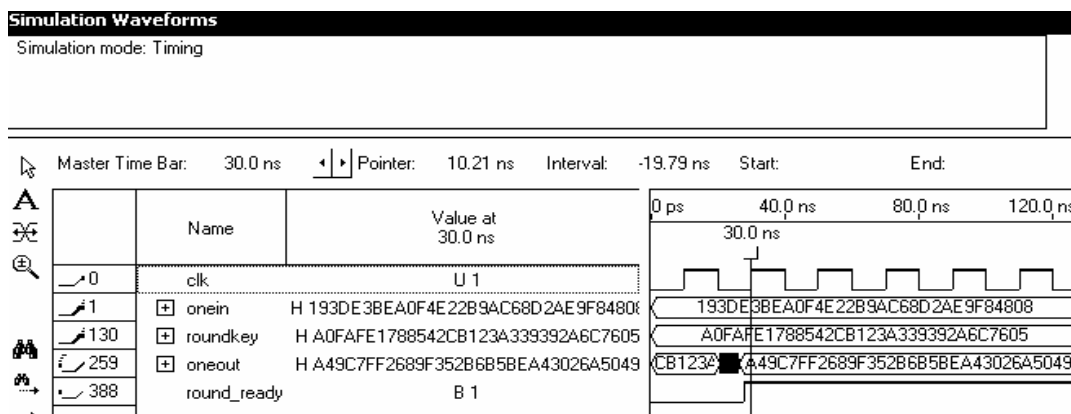 Simulation Waveforms
Simulation mode: Timing
Master Time Bar: 30.0 ns Pointer: 10.21 ns Interval: -19.79 ns Start: End:
A
Name Value at 30.0 ns 0 ps 40.0 ns 80.0 ns 120.0 ns
30.0 ns
0 clk U 1
1 onein H 193DE3BEA0F4E22B9AC68D2AE9F84808 193DE3BEA0F4E22B9AC68D2AE9F84808
130 roundkey H A0FAFE1788542CB123A339392A6C7605 A0FAFE1788542CB123A339392A6C7605
259 oneout H A49C7FF2689F352B6B5BEA43026A5049 CB123A A49C7FF2689F352B6B5BEA43026A5049
388 round_ready B 1